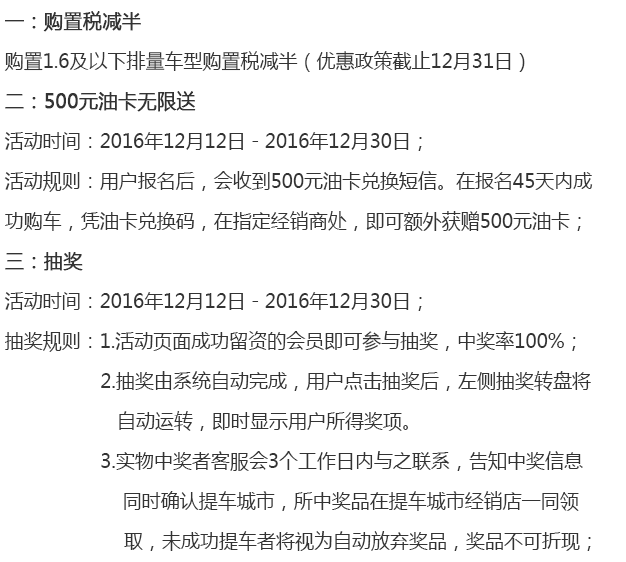 一：购置税减半
购置1.6及以下排量车型购置税减半（优惠政策截止12月31日）
二：500元油卡无限送
活动时间：2016年12月12日 - 2016年12月30日；
活动规则：用户报名后，会收到500元油卡兑换短信。在报名45天内成
功购车，凭油卡兑换码，在指定经销商处，即可额外获赠500元油卡；
三：抽奖
活动时间：2016年12月12日 - 2016年12月30日；
抽奖规则：1.活动页面成功留资的会员即可参与抽奖，中奖率100%；
2.抽奖由系统自动完成，用户点击抽奖后，左侧抽奖转盘将
自动运转，即时显示用户所得奖项。
3.实物中奖者客服会3个工作日内与之联系，告知中奖信息
同时确认提车城市，所中奖品在提车城市经销店一同领
取，未成功提车者将视为自动放弃奖品，奖品不可折现；